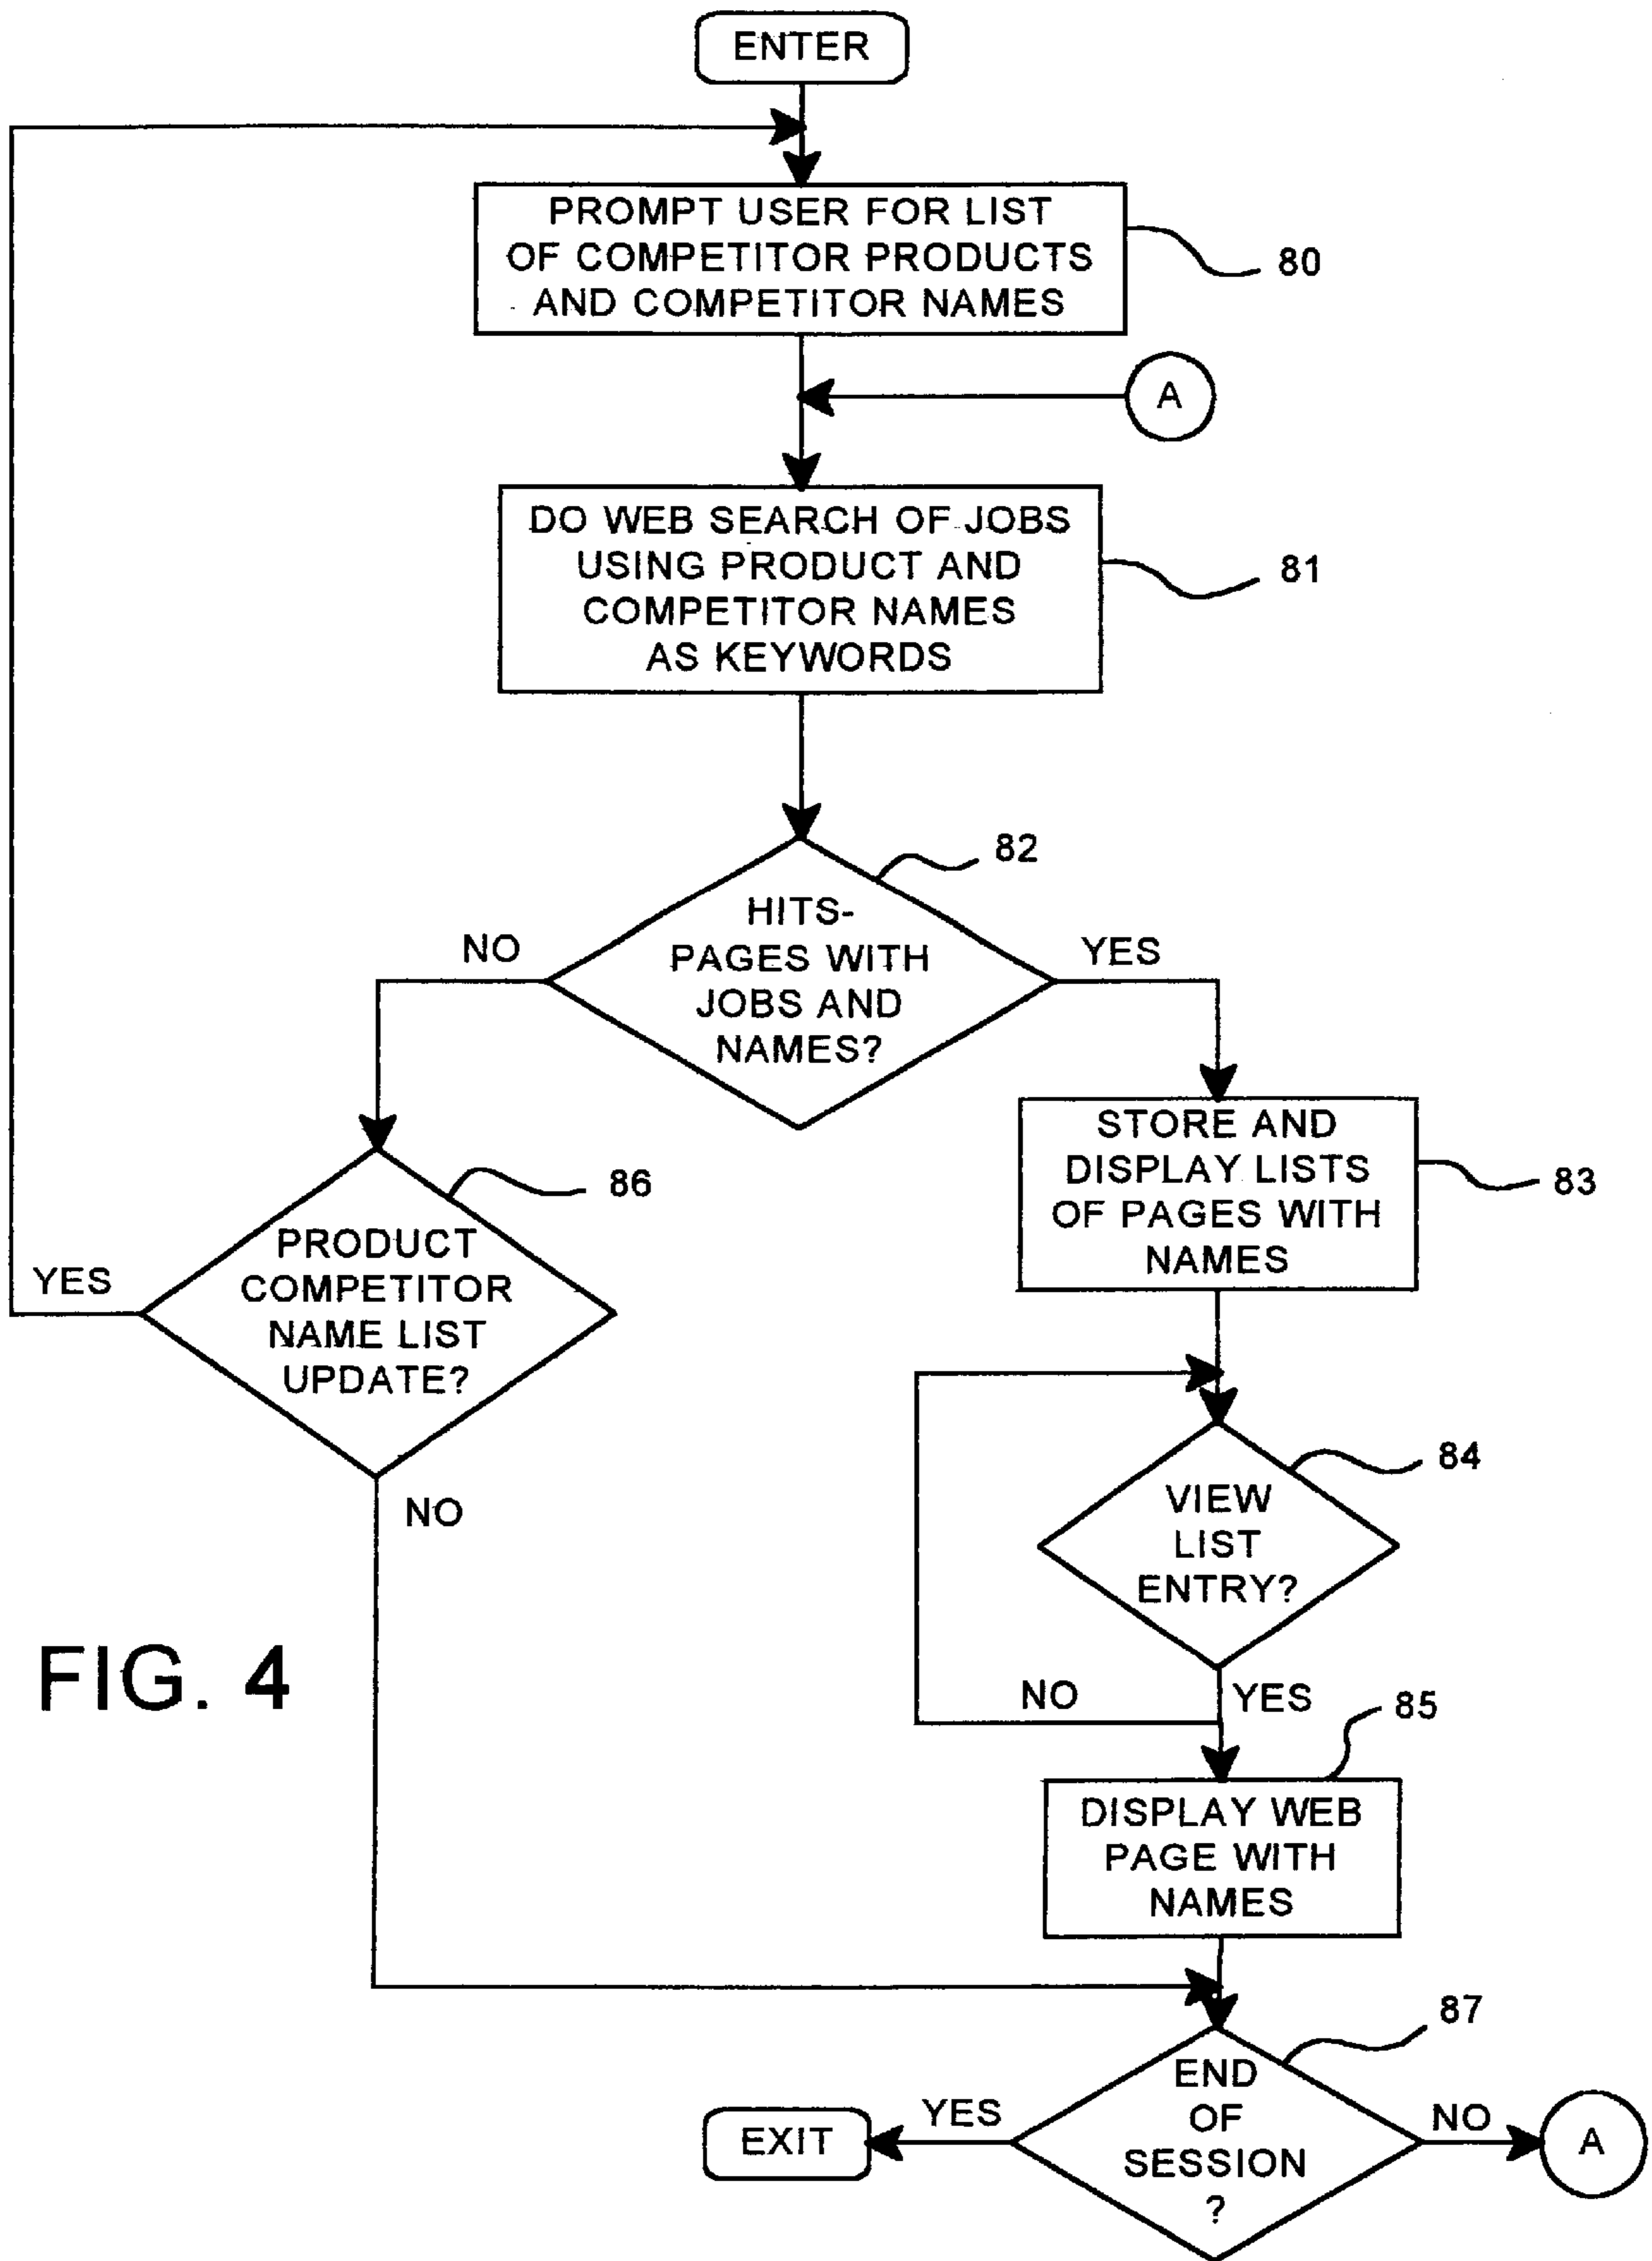 ENTER
PROMPT USER FOR LIST
OF COMPETITOR PRODUCTS
AND COMPETITOR NAMES
80
A
DO WEB SEARCH OF JOBS
USING PRODUCT AND
COMPETITOR NAMES
AS KEYWORDS
81
82
HITS-
PAGES WITH
JOBS AND
NAMES?
NO
YES
STORE AND
DISPLAY LISTS
OF PAGES WITH
NAMES
83
86
PRODUCT
COMPETITOR
NAME LIST
UPDATE?
YES
NO
84
VIEW
LIST
ENTRY?
NO
YES
FIG. 4
85
DISPLAY WEB
PAGE WITH
NAMES
87
END
OF
SESSION
?
YES
EXIT
NO
A